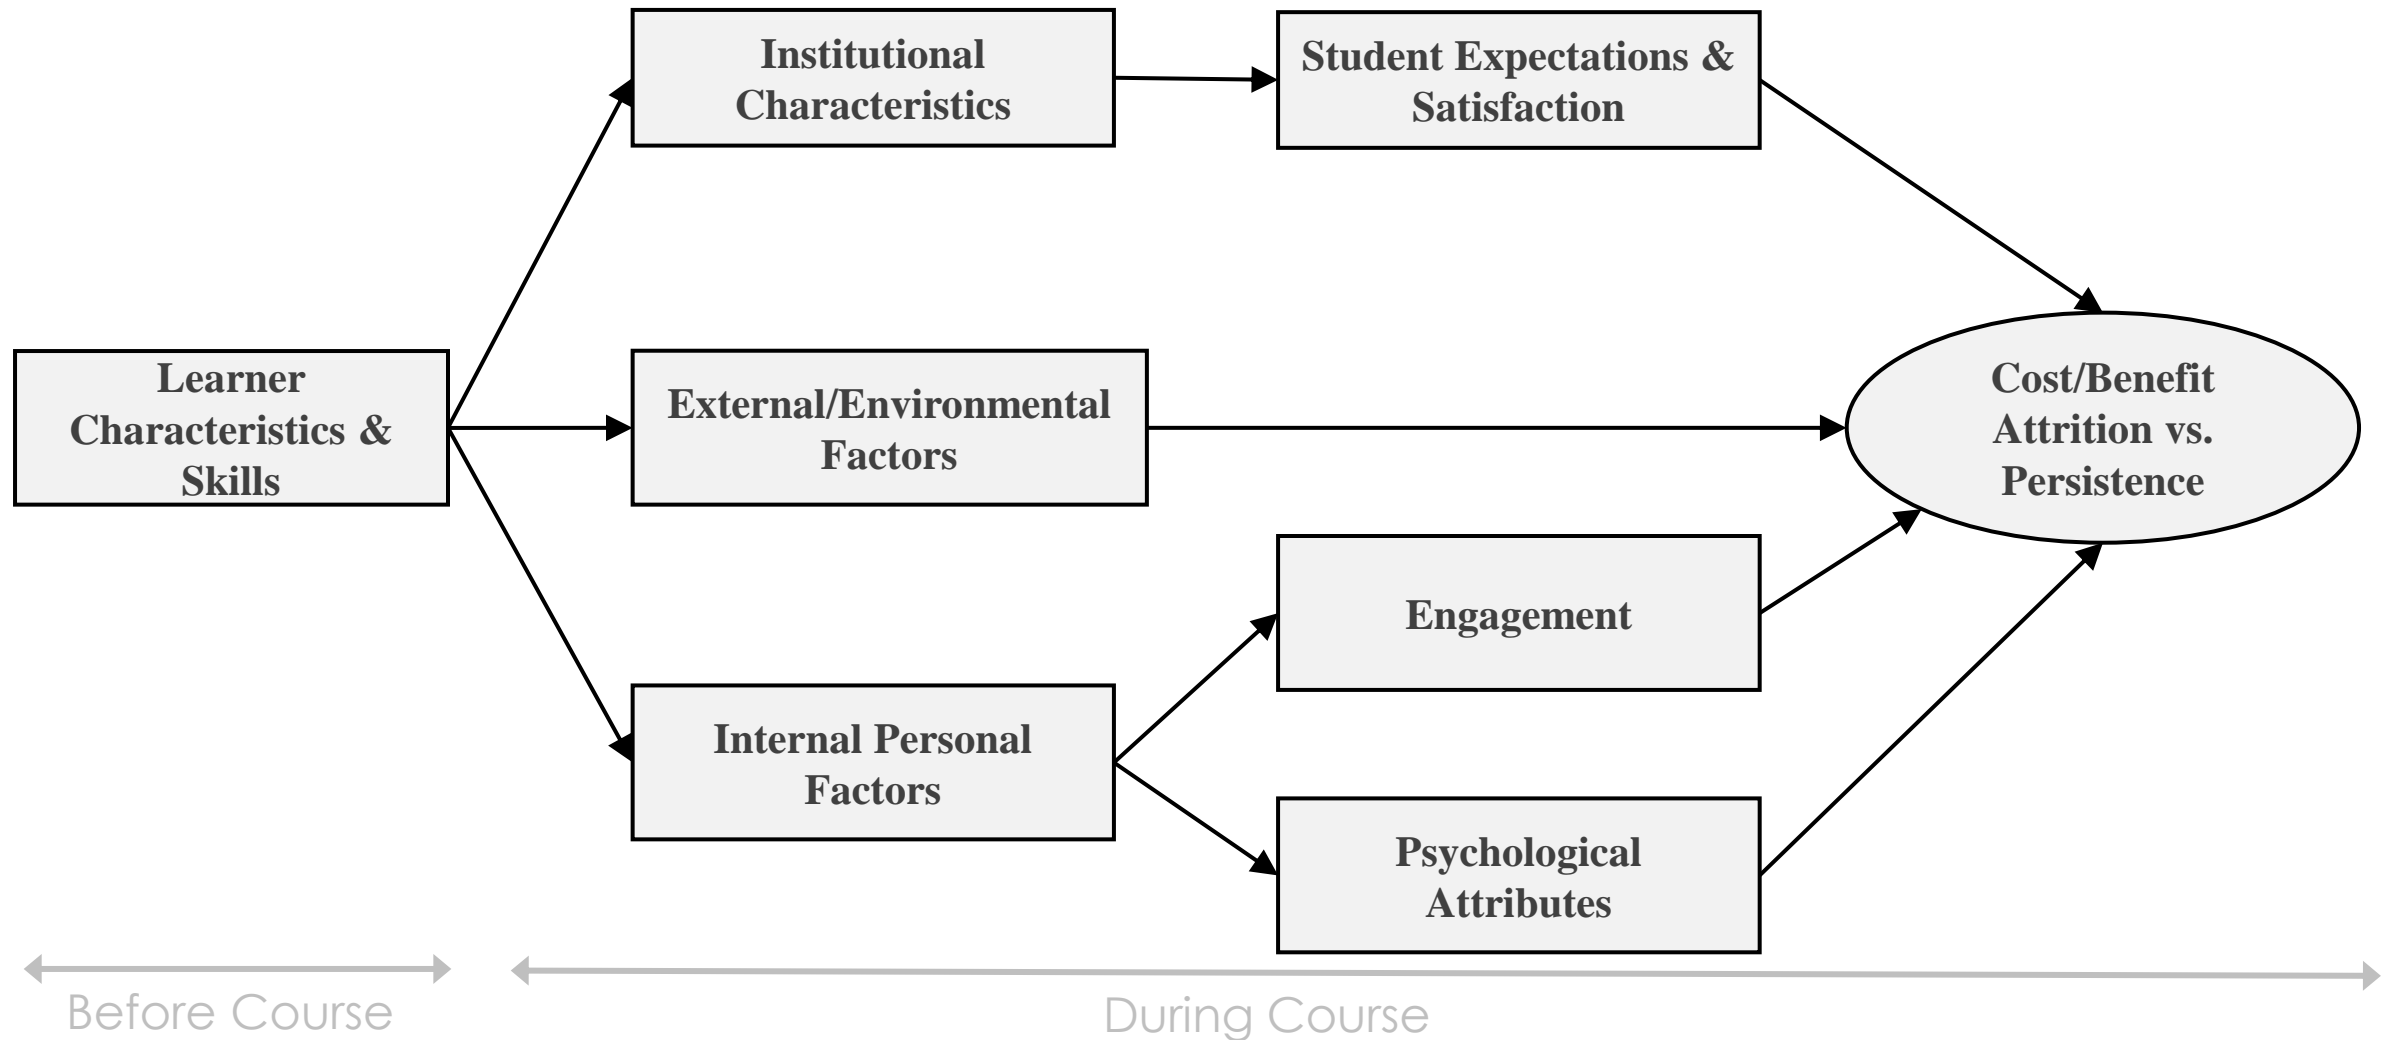 Institutional
Characteristics
Student Expectations &
Satisfaction
Learner
Characteristics &
Skills
External/Environmental
Factors
Cost/Benefit
Attrition vs.
Persistence
Engagement
Internal Personal
Factors
Psychological
Attributes
Before Course
During Course